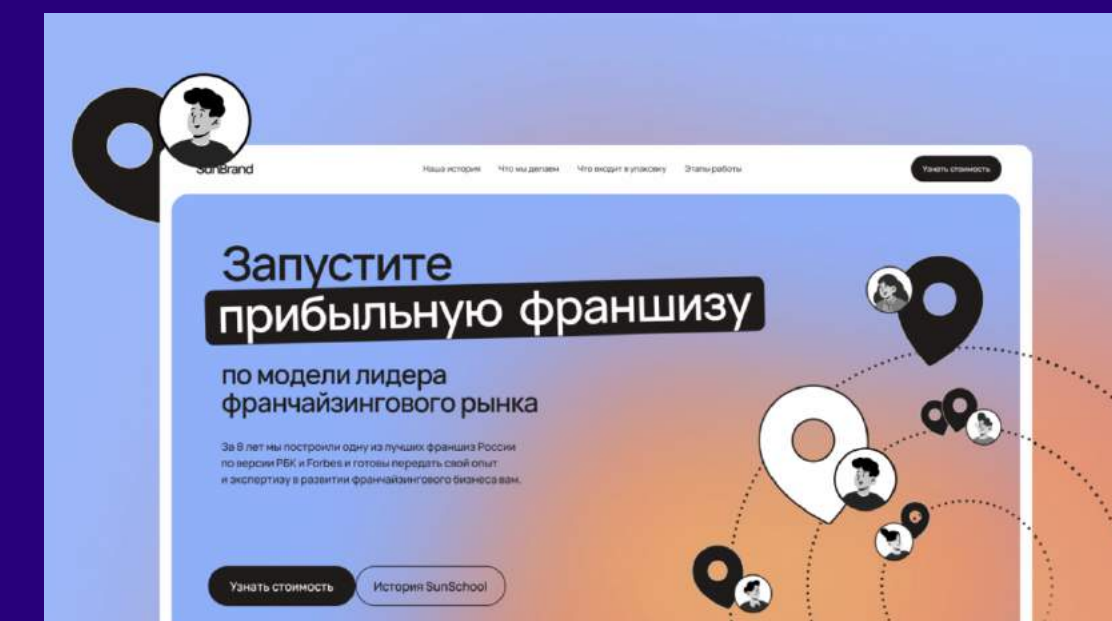 SunBrand
Наша история Что мы делаем Что входит в упаковку Этапы работы
Узнать стоимость
Запустите
прибыльную франшизу
по модели лидера
франчайзингового рынка
За 8 лет мы построили одну из лучших франшиз России
по версии РБК и Forbes и готовы передать свой опыт
и экспертизу в развитии франчайзингового бизнеса вам.
Узнать стоимость
История SunSchool